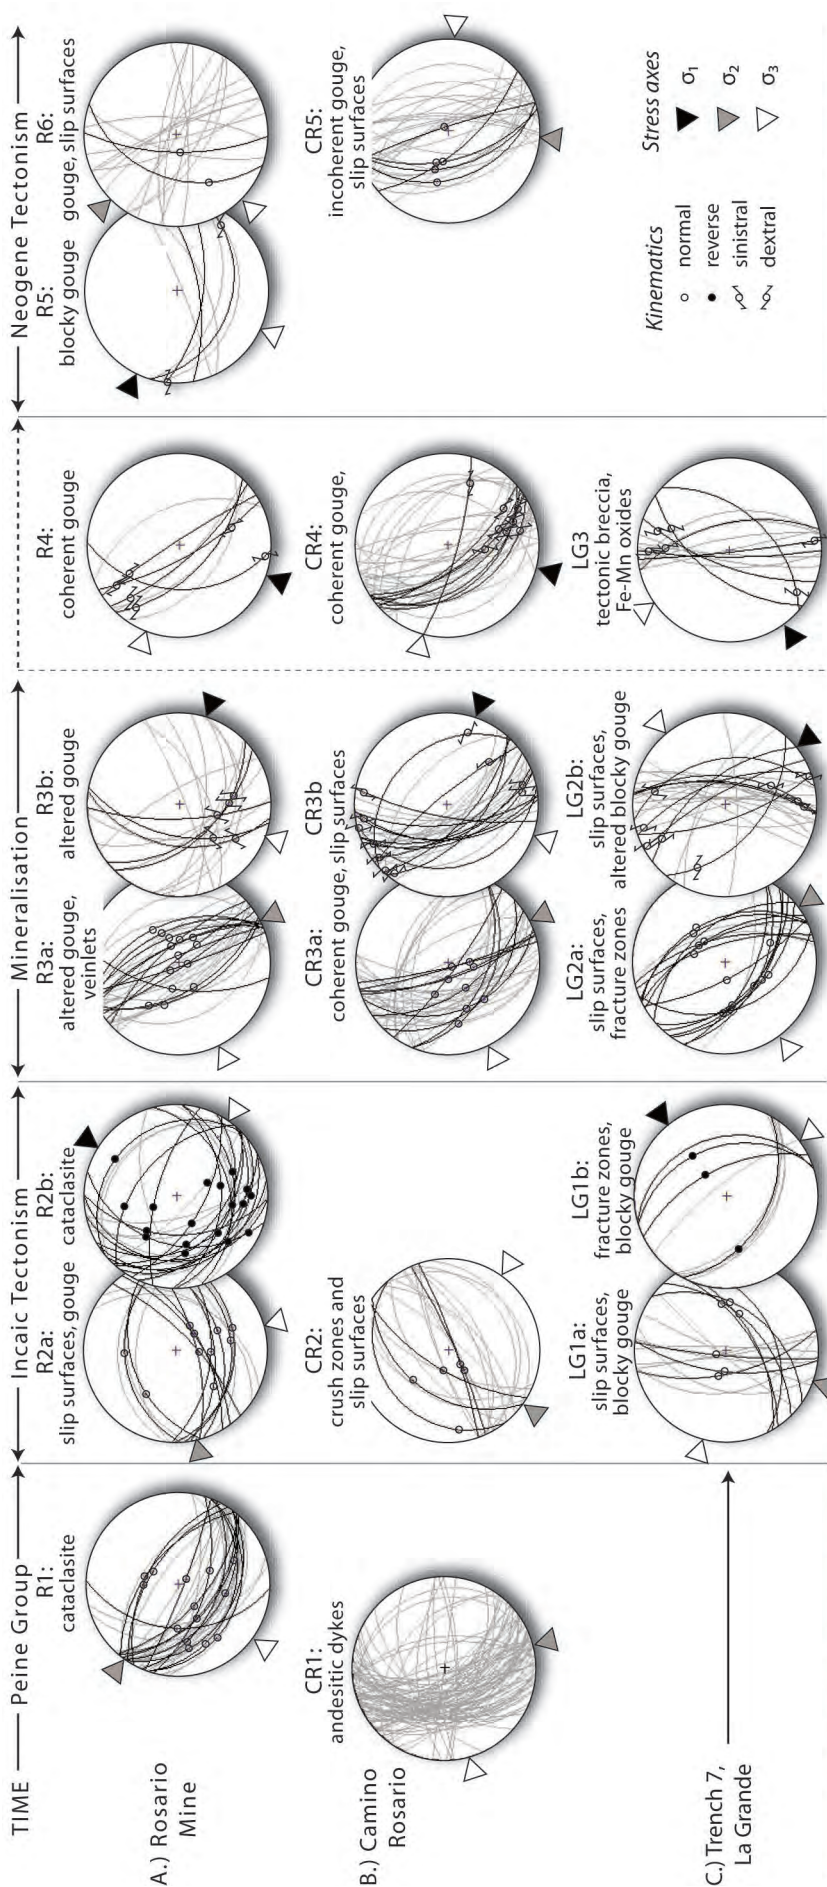 TIME
Peine Group
Incaic Tectonism
Mineralisation
Neogene Tectonism
A.) Rosario
Mine
R1:
cataclasite
R2a:
slip surfaces, gouge
R2b:
cataclasite
R3a:
altered gouge,
veinlets
R3b:
altered gouge
R4:
coherent gouge
R5:
blocky gouge
R6:
gouge, slip surfaces
B.) Camino
Rosario
CR1:
andesitic dykes
CR2:
crush zones and
slip surfaces
CR3a:
CR3b
coherent gouge, slip surfaces
CR4:
coherent gouge,
CR5:
incoherent gouge,
slip surfaces
C.) Trench 7,
La Grande
LG1a:
slip surfaces,
blocky gouge
LG1b:
fracture zones,
blocky gouge
LG2a:
slip surfaces,
fracture zones
LG2b:
slip surfaces,
altered blocky gouge
LG3
tectonic breccia,
Fe-Mn oxides
Kinematics
normal
reverse
sinistral
dextral
Stress axes
σ1
σ2
σ3